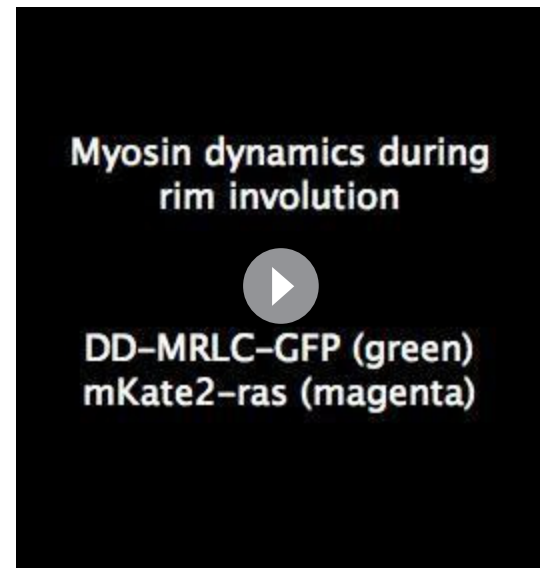 Myosin dynamics during
rim involution
DD-MRLC-GFP (green)
mKate2-ras (magenta)